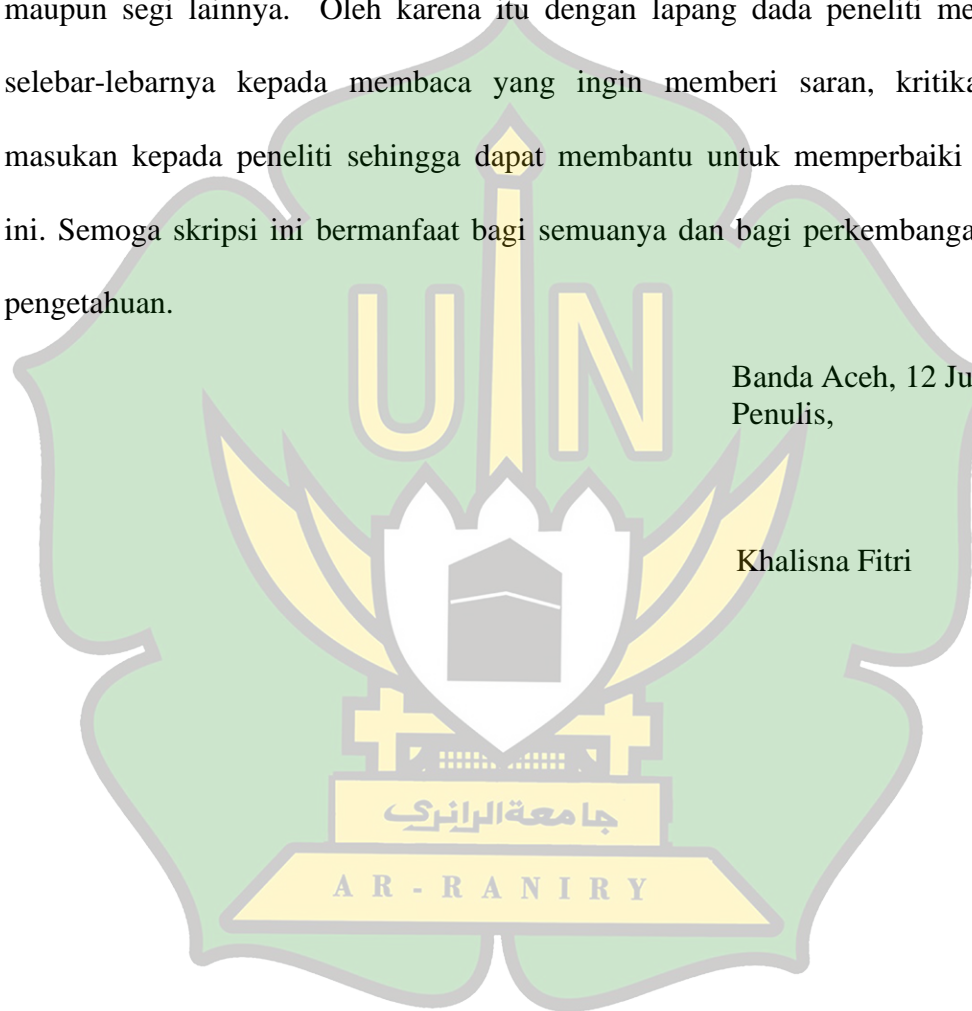 maupun segi lainnya. Oleh karena itu dengan lapang dada peneliti me
selebar-lebarnya kepada membaca yang ingin memberi saran, kritika
masukan kepada peneliti sehingga dapat membantu untuk memperbaiki
ini. Semoga skripsi ini bermanfaat bagi semuanya dan bagi perkembanga
pengetahuan.
Banda Aceh, 12 Ju
Penulis,
Khalisna Fitri
UIN
جامعةالرانري
AR-RANIRY